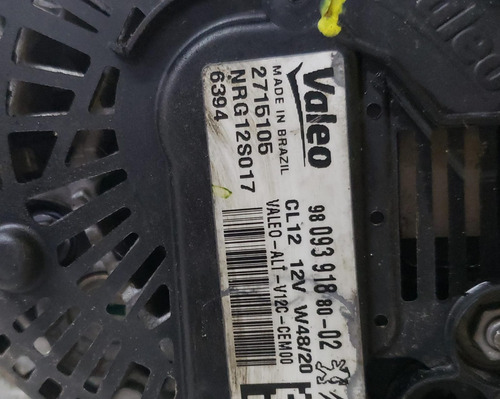 Valeo
MADE IN BRAZIL
2715105
NRG12S017
6394
98 093 918 80-02
CL12 12V W48/20
VALEO-ALT-V12C-CEM00
Valeo